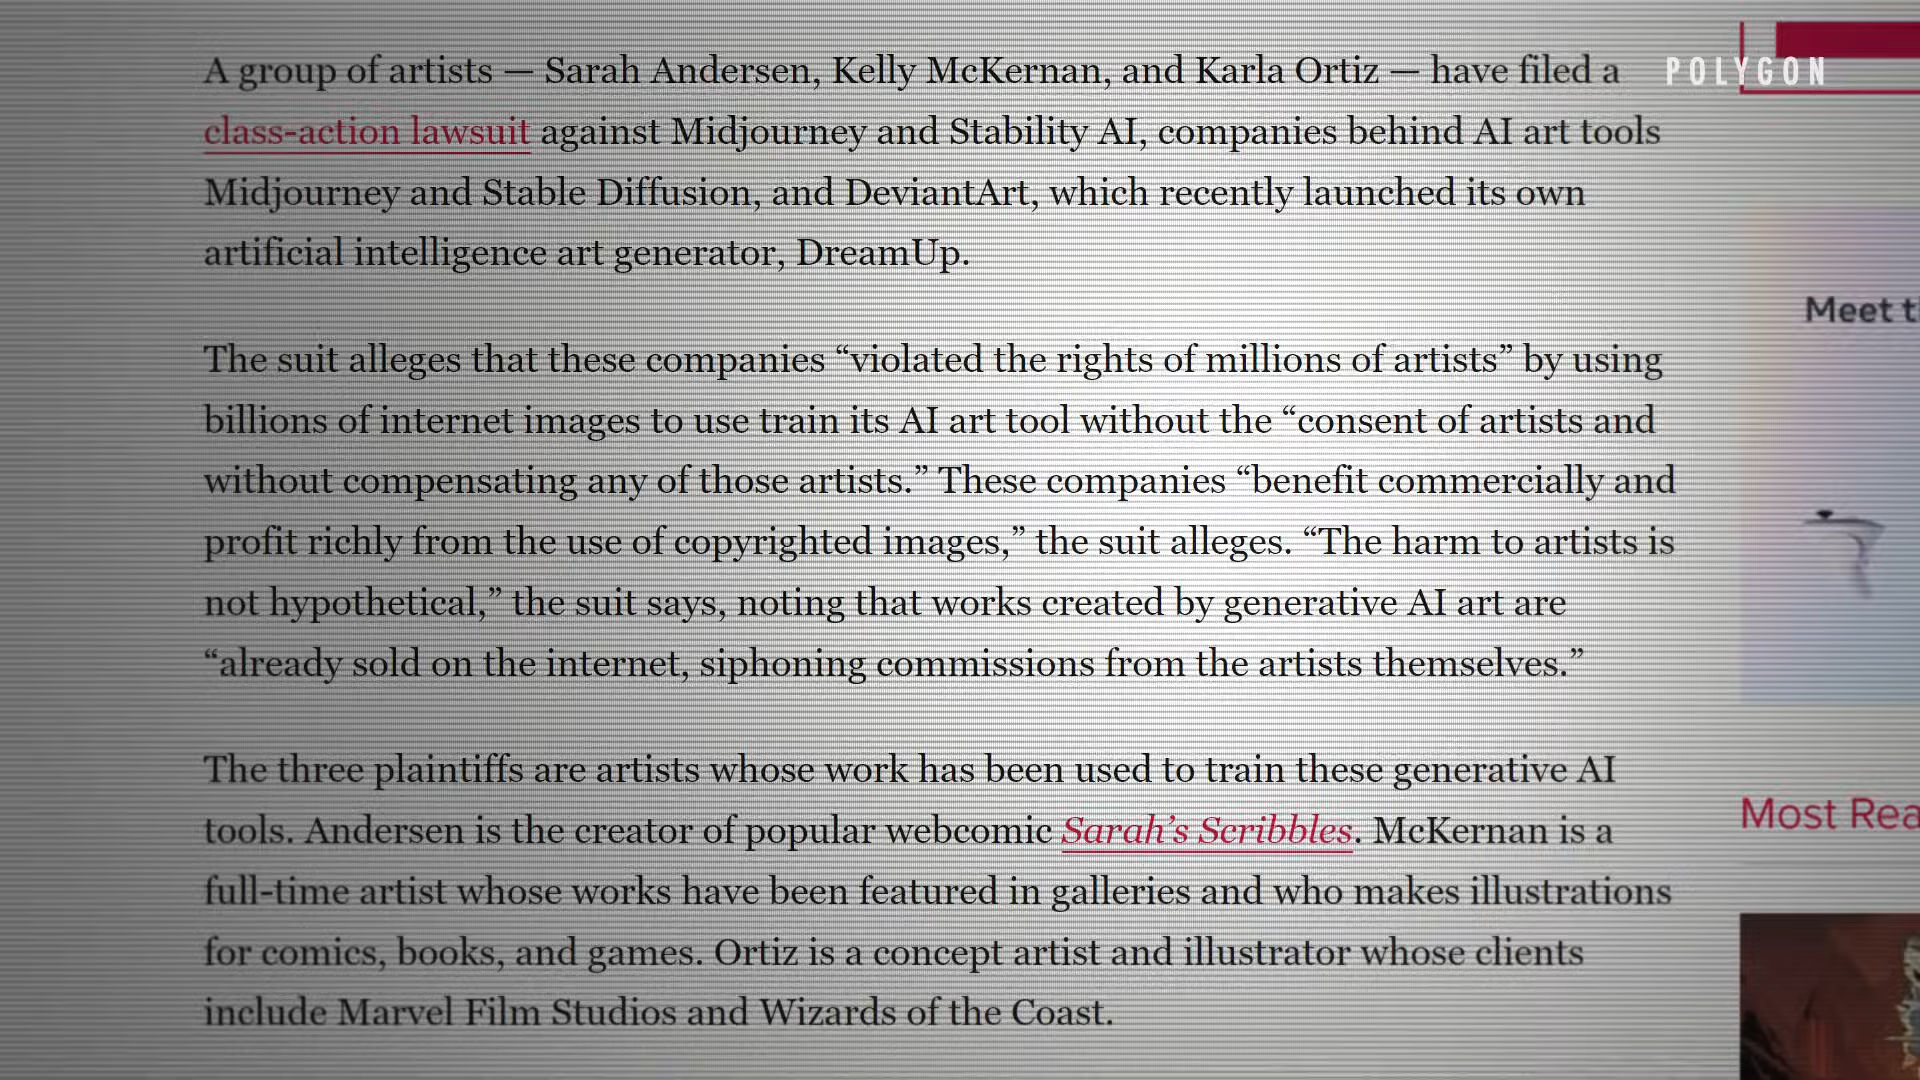 A group of artists — Sarah Andersen, Kelly McKernan, and Karla Ortiz — have filed a
POLYGON
class-action lawsuit against Midjourney and Stability AI, companies behind AI art tools
Midjourney and Stable Diffusion, and DeviantArt, which recently launched its own
artificial intelligence art generator, DreamUp.
Meet
The suit alleges that these companies “violated the rights of millions of artists” by using
billions of internet images to use train its AI art tool without the “consent of artists and
without compensating any of those artists.” These companies “benefit commercially and
profit richly from the use of copyrighted images,” the suit alleges. “The harm to artists is
not hypothetical,” the suit says, noting that works created by generative AI art are
“already sold on the internet, siphoning commissions from the artists themselves.”
The three plaintiffs are artists whose work has been used to train these generative AI
tools. Andersen is the creator of popular webcomic Sarah’s Scribbles. McKernan is a
Most
full-time artist whose works have been featured in galleries and who makes illustrations
for comics, books, and games. Ortiz is a concept artist and illustrator whose clients
include Marvel Film Studios and Wizards of the Coast.